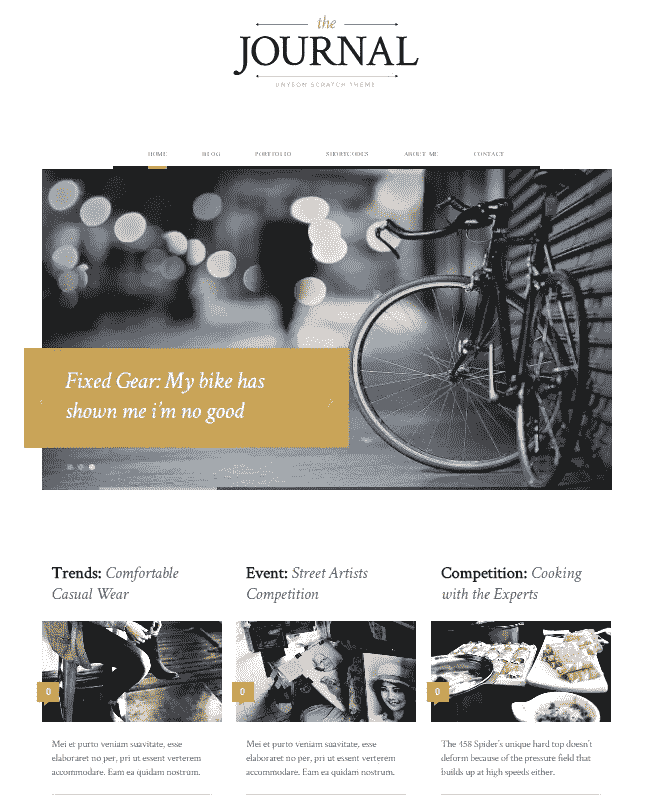 the
JOURNAL
UNYSON SCRATCH THEME
HOME BLOG PORTFOLIO SHORTCODES ABOUT ME CONTACT
Fixed Gear: My bike has
shown me i'm no good
Trends: Comfortable
Casual Wear
Event: Street Artists
Competition
Competition: Cooking
with the Experts
0
0
0
Mei et purto veniam suavitate, esse
elaboraret no per, pri ut essent verterem
accommodare. Eam ea quidam nostrum.
Mei et purto veniam suavitate, esse
elaboraret no per, pri ut essent verterem
accommodare. Eam ea quidam nostrum.
The 458 Spider's unique hard top doesn't
deform because of the pressure field that
builds up at high speeds either.